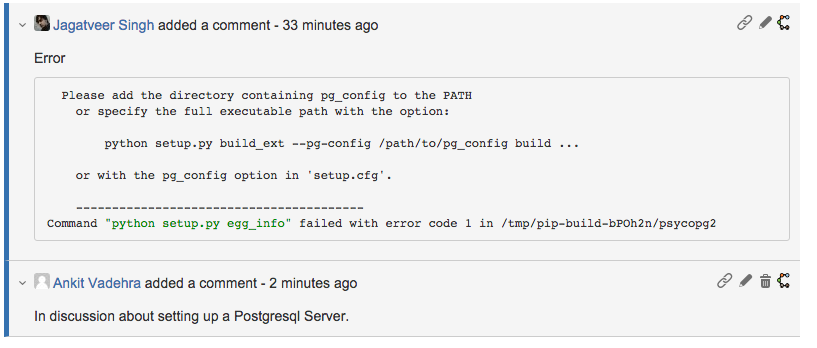 Jagatveer Singh added a comment - 33 minutes ago
Error
Please add the directory containing pg_config to the PATH
or specify the full executable path with the option:
python setup.py build_ext --pg-config /path/to/pg_config build ...
or with the pg_config option in 'setup.cfg'.
----------------------------------------
Command "python setup.py egg_info" failed with error code 1 in /tmp/pip-build-bPOh2n/psycopg2
Ankit Vadehra added a comment - 2 minutes ago
In discussion about setting up a Postgresql Server.